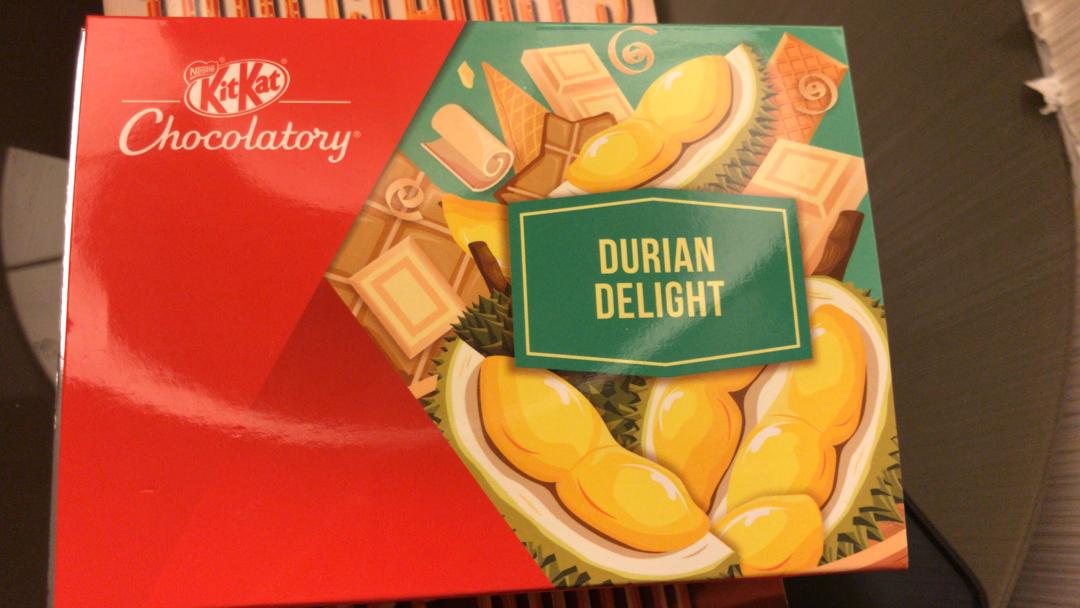 Nestlé
KitKat
Chocolatory®
DURIAN
DELIGHT